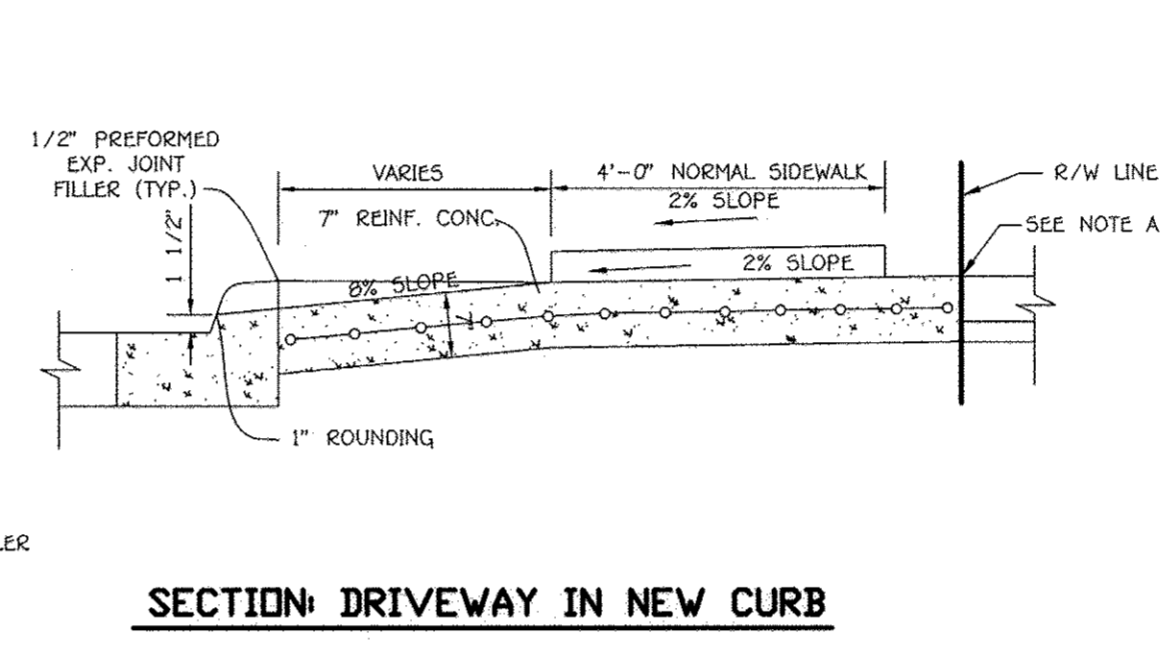 1/2" PREFORMED
EXP. JOINT
FILLER (TYP.)
1 1/2"
VARIES
4'-0" NORMAL SIDEWALK
2% SLOPE
R/W LINE
7" REINF. CONC.
SEE NOTE A
8% SLOPE
2% SLOPE
7"
1" ROUNDING
LER
SECTION: DRIVEWAY IN NEW CURB